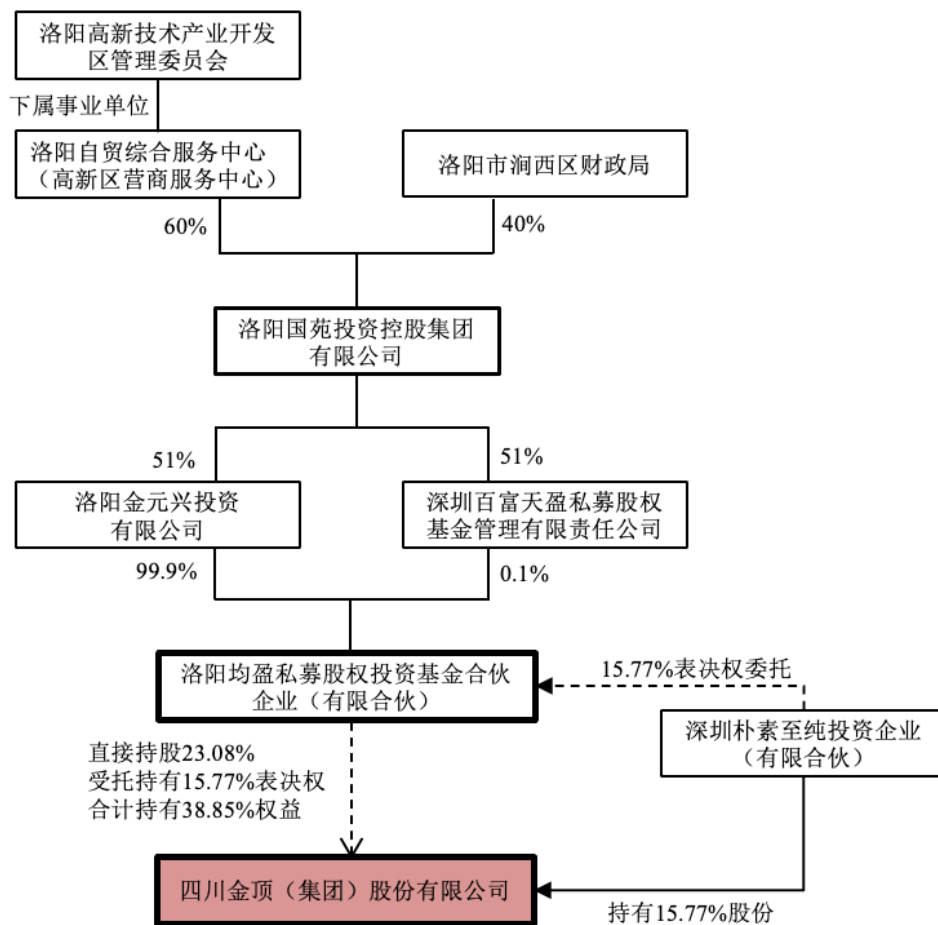 洛阳高新技术产业开发
区管理委员会
下属事业单位
洛阳自贸综合服务中心
（高新区营商服务中心）
洛阳市涧西区财政局
60%
40%
洛阳国苑投资控股集团
有限公司
51%
51%
洛阳金元兴投资
有限公司
深圳百富天盈私募股权
基金管理有限责任公司
99.9%
0.1%
洛阳均盈私募股权投资基金合伙
企业（有限合伙）
15.77%表决权委托
深圳朴素至纯投资企业
（有限合伙）
直接持股23.08%
受托持有15.77%表决权
合计持有38.85%权益
四川金顶（集团）股份有限公司
持有15.77%股份